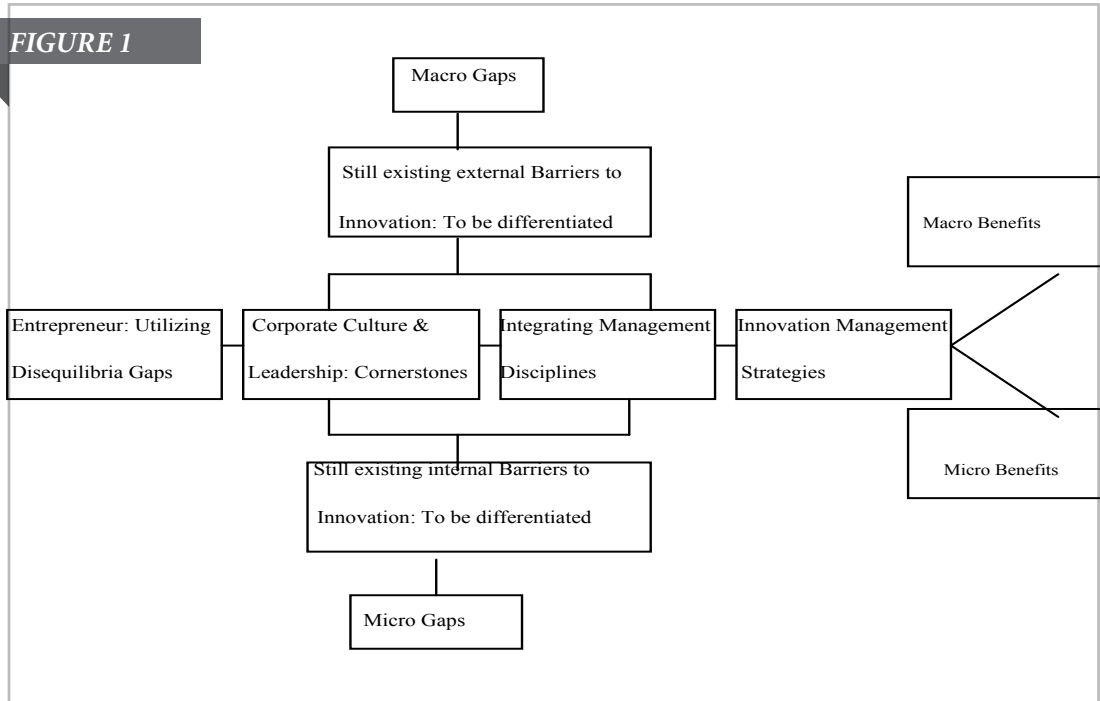 FIGURE 1
Macro Gaps
Still existing external Barriers to
Innovation: To be differentiated
Macro Benefits
Entrepreneur: Utilizing
Disequilibria Gaps
Corporate Culture &
Leadership: Cornerstones
Integrating Management
Disciplines
Innovation Management
Strategies
Micro Benefits
Still existing internal Barriers to
Innovation: To be differentiated
Micro Gaps